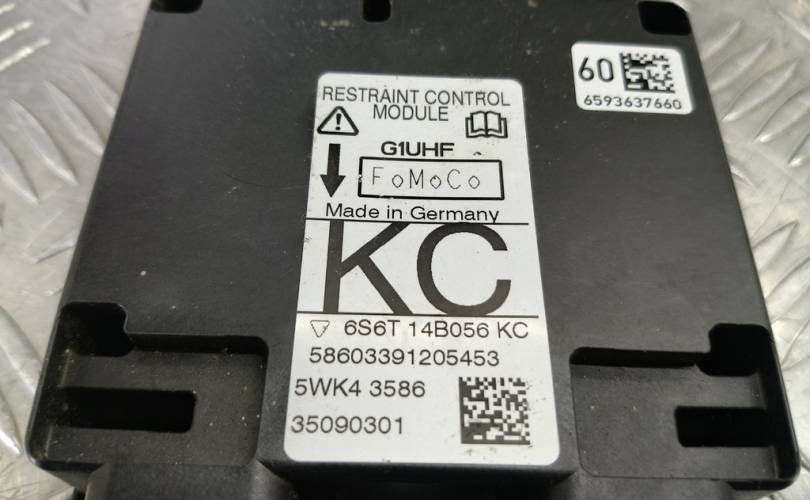 60
6593637660
RESTRAINT CONTROL
MODULE
G1UHF
FoMoCo
Made in Germany
KC
6S6T 14B056 KC
58603391205453
5WK4 3586
35090301